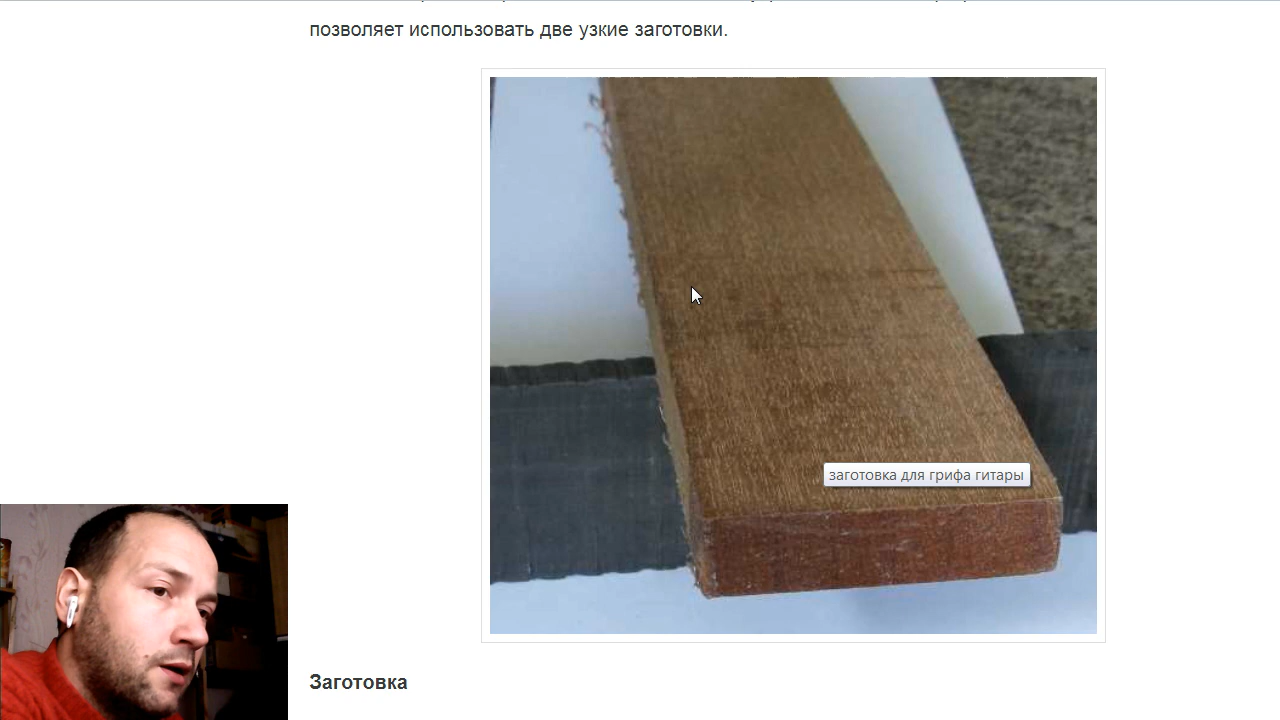 позволяет использовать две узкие заготовки.
заготовка для грифа гитары
Заготовка